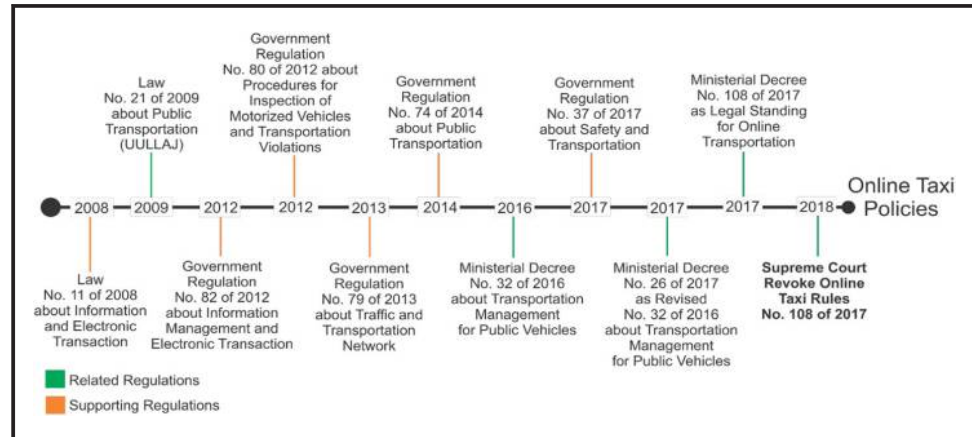 Law
No. 21 of 2009
about Public
Transportation
(UULLAJ)
Government
Regulation
No. 80 of 2012 about
Procedures for
Inspection of
Motorized Vehicles
and Transportation
Violations
Government
Regulation
No. 74 of 2014
about Public
Transportation
Government
Regulation
No. 37 of 2017
about Safety and
Transportation
Ministerial Decree
No. 108 of 2017
as Legal Standing
for Online
Transportation
2008
2009
2012
2012
2013
2014
2016
2017
2017
2017
2018
Online Taxi
Policies
Law
No. 11 of 2008
about Information
and Electronic
Transaction
Government
Regulation
No. 82 of 2012
about Information
Management and
Electronic Transaction
Government
Regulation
No. 79 of 2013
about Traffic and
Transportation
Network
Ministerial Decree
No. 32 of 2016
about Transportation
Management
for Public Vehicles
Ministerial Decree
No. 26 of 2017
as Revised
No. 32 of 2016
about Transportation
Management
for Public Vehicles
Supreme Court
Revoke Online
Taxi Rules
No. 108 of 2017
Related Regulations
Supporting Regulations